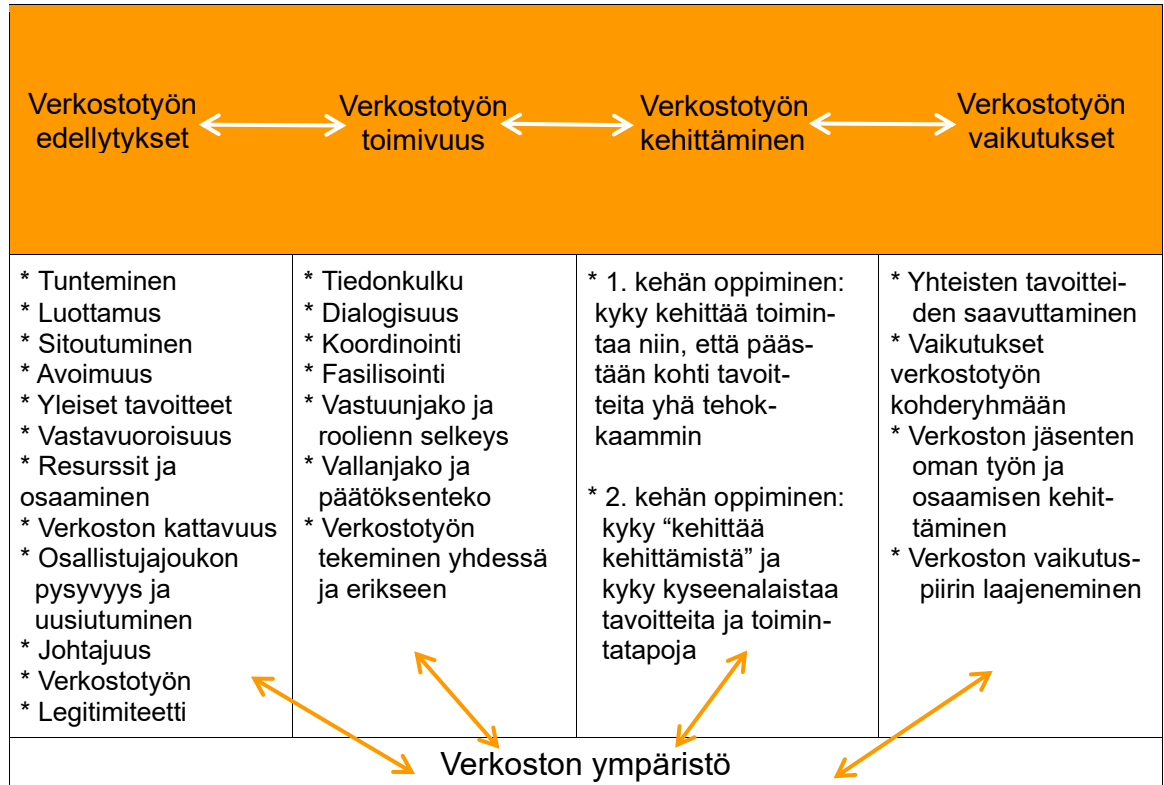 Verkostotyön
edellytykset
Verkostotyön
toimivuus
Verkostotyön
kehittäminen
Verkostotyön
vaikutukset
* Tunteminen
* Luottamus
* Sitoutuminen
* Avoimuus
* Yleiset tavoitteet
* Vastavuoroisuus
* Resurssit ja
osaaminen
* Verkoston kattavuus
* Osallistujajoukon
pysyvyys ja
uusiutuminen
* Johtajuus
* Verkostotyön
* Legitimiteetti
* Tiedonkulku
* Dialogisuus
* Koordinointi
* Fasilisointi
* Vastuunjako ja
roolienn selkeys
* Vallanjako ja
päätöksenteko
* Verkostotyön
tekeminen yhdessä
ja erikseen
* 1. kehän oppiminen:
kyky kehittää toimin-
taa niin, että pääs-
tään kohti tavoit-
teita yhä tehok-
kaammin
* 2. kehän oppiminen:
kyky “kehittää
kehittämistä” ja
kyky kyseenalaistaa
tavoitteita ja toimin-
tatapoja
* Yhteisten tavoittei-
den saavuttaminen
* Vaikutukset
verkostotyön
kohderyhmään
* Verkoston jäsenten
oman työn ja
osaamisen kehit-
täminen
* Verkoston vaikutus-
piirin laajeneminen
Verkoston ympäristö